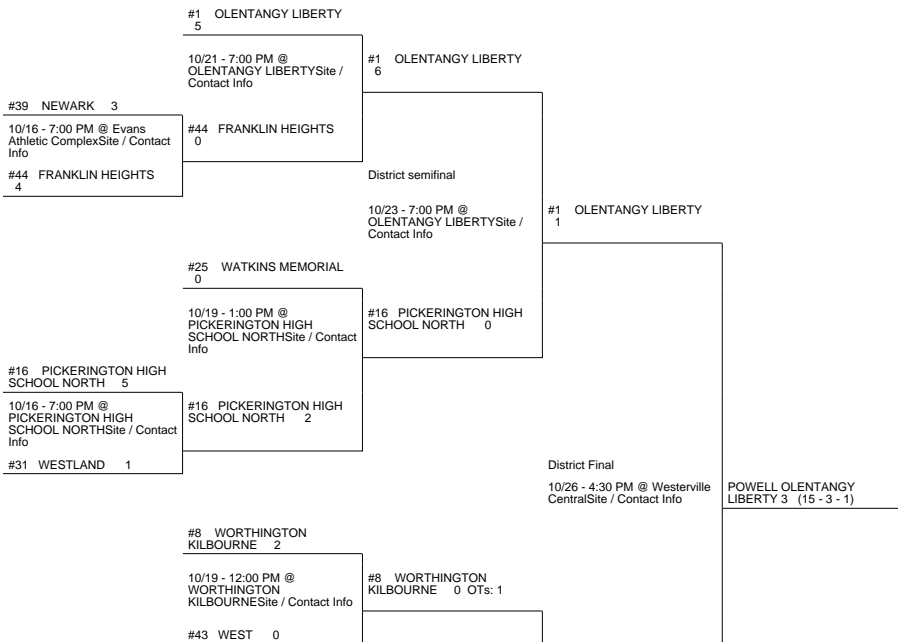 #1 OLENTANGY LIBERTY
5
10/21 - 7:00 PM @
OLENTANGY LIBERTYSite /
Contact Info
#1 OLENTANGY LIBERTY
6
#39 NEWARK 3
10/16 - 7:00 PM @ Evans
Athletic ComplexSite / Contact
Info
#44 FRANKLIN HEIGHTS
0
#44 FRANKLIN HEIGHTS
4
District semifinal
10/23 - 7:00 PM @
OLENTANGY LIBERTYSite /
Contact Info
#1 OLENTANGY LIBERTY
1
#25 WATKINS MEMORIAL
0
10/19 - 1:00 PM @
PICKERINGTON HIGH
SCHOOL NORTHSite / Contact
Info
#16 PICKERINGTON HIGH
SCHOOL NORTH 0
#16 PICKERINGTON HIGH
SCHOOL NORTH 5
10/16 - 7:00 PM @
PICKERINGTON HIGH
SCHOOL NORTHSite / Contact
Info
#16 PICKERINGTON HIGH
SCHOOL NORTH 2
#31 WESTLAND 1
District Final
10/26 - 4:30 PM @ Westerville
CentralSite / Contact Info
POWELL OLENTANGY
LIBERTY 3 (15 - 3 - 1)
#8 WORTHINGTON
KILBOURNE 2
10/19 - 12:00 PM @
WORTHINGTON
KILBOURNESite / Contact Info
#8 WORTHINGTON
KILBOURNE 0 OTs: 1
#43 WEST 0